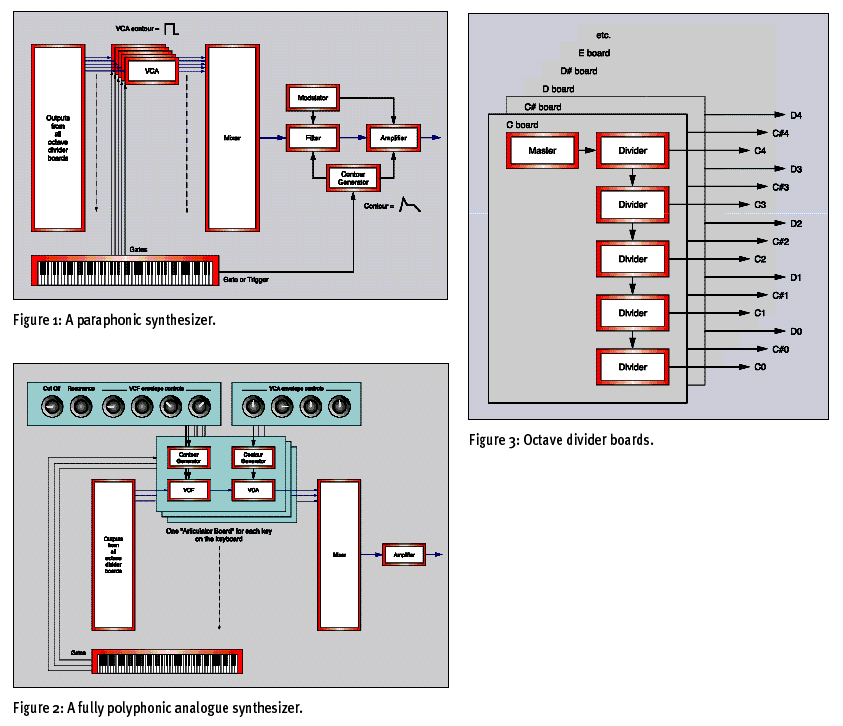 VCA contour =
VCA
Outputs
from
all
octave
divider
boards
Mixer
Modulator
Filter
Amplifier
Contour
Generator
Contour =
Gates
Gate or Trigger
Figure 1: A paraphonic synthesizer.
Cut Off Resonance VCF envelope controls VCA envelope controls
Contour
Generator
Contour
Generator
VCF
VCA
One "Articulator Board" for each key
on the keyboard
Outputs
from
all
octave
divider
boards
Mixer
Amplifier
Gates
Figure 2: A fully polyphonic analogue synthesizer.
etc.
E board
D# board
D board
C# board
C board
Master
Divider
Divider
Divider
Divider
Divider
D4
C#4
C4
D3
C#3
C3
D2
C#2
C2
D1
C#1
C1
D0
C#0
C0
Figure 3: Octave divider boards.